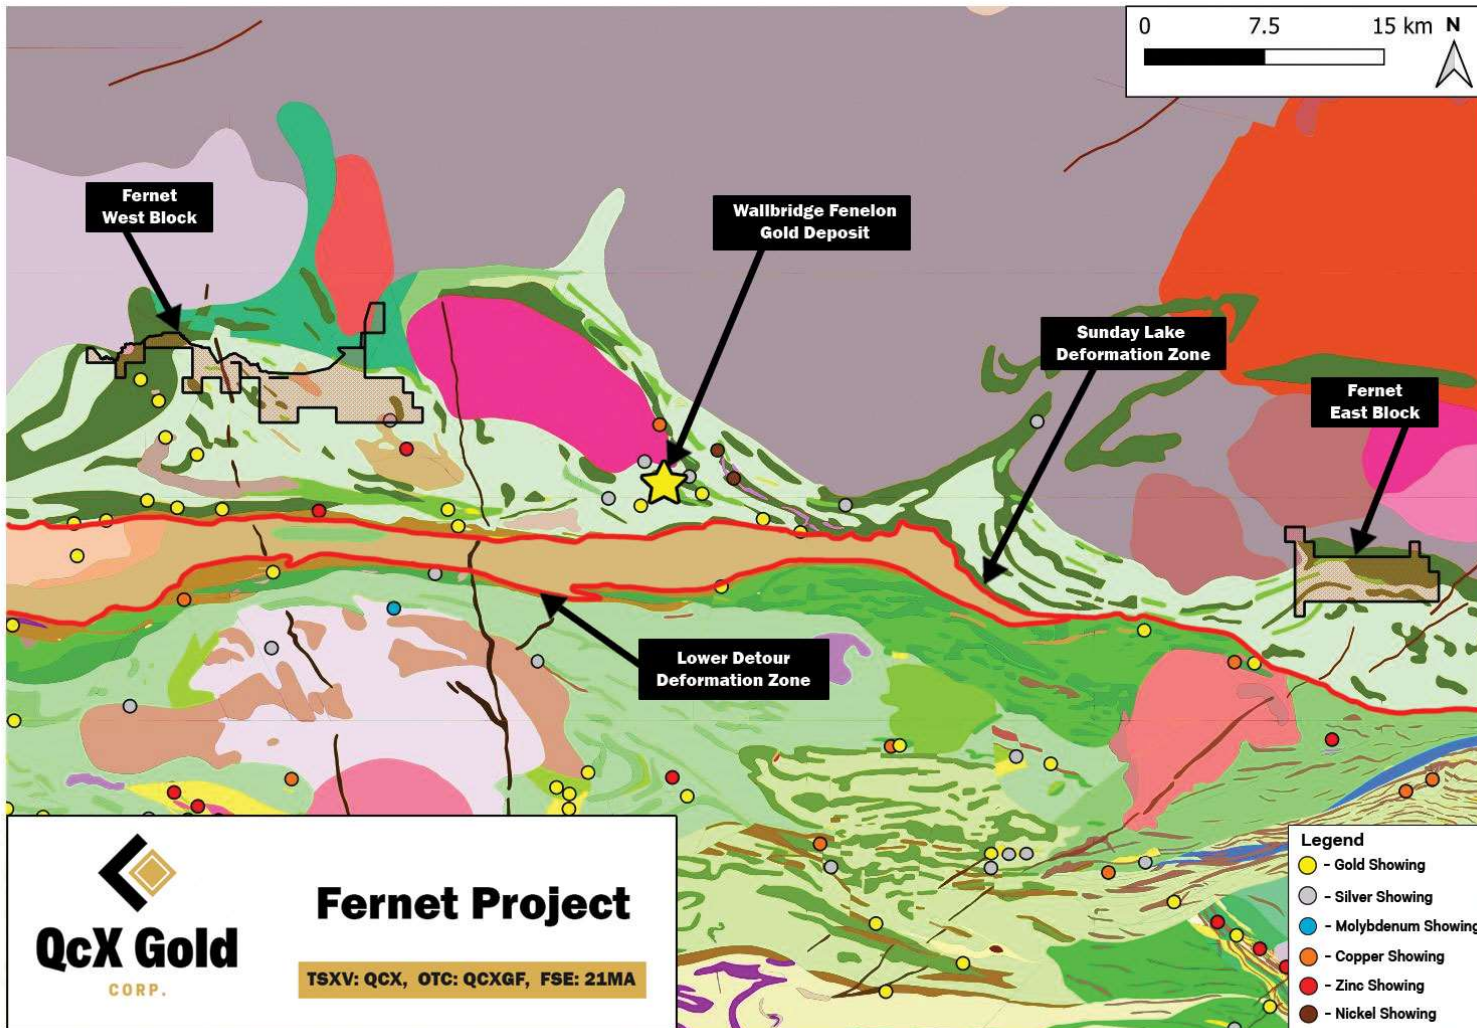 0 7.5 15 km N
Fernet
West Block
Wallbridge Fenelon
Gold Deposit
Sunday Lake
Deformation Zone
Fernet
East Block
Lower Detour
Deformation Zone
Legend
- Gold Showing
- Silver Showing
- Molybdenum Showing
- Copper Showing
- Zinc Showing
- Nickel Showing
QcX Gold
CORP.
Fernet Project
TSXV: QCX, OTC: QCXGF, FSE: 21MA